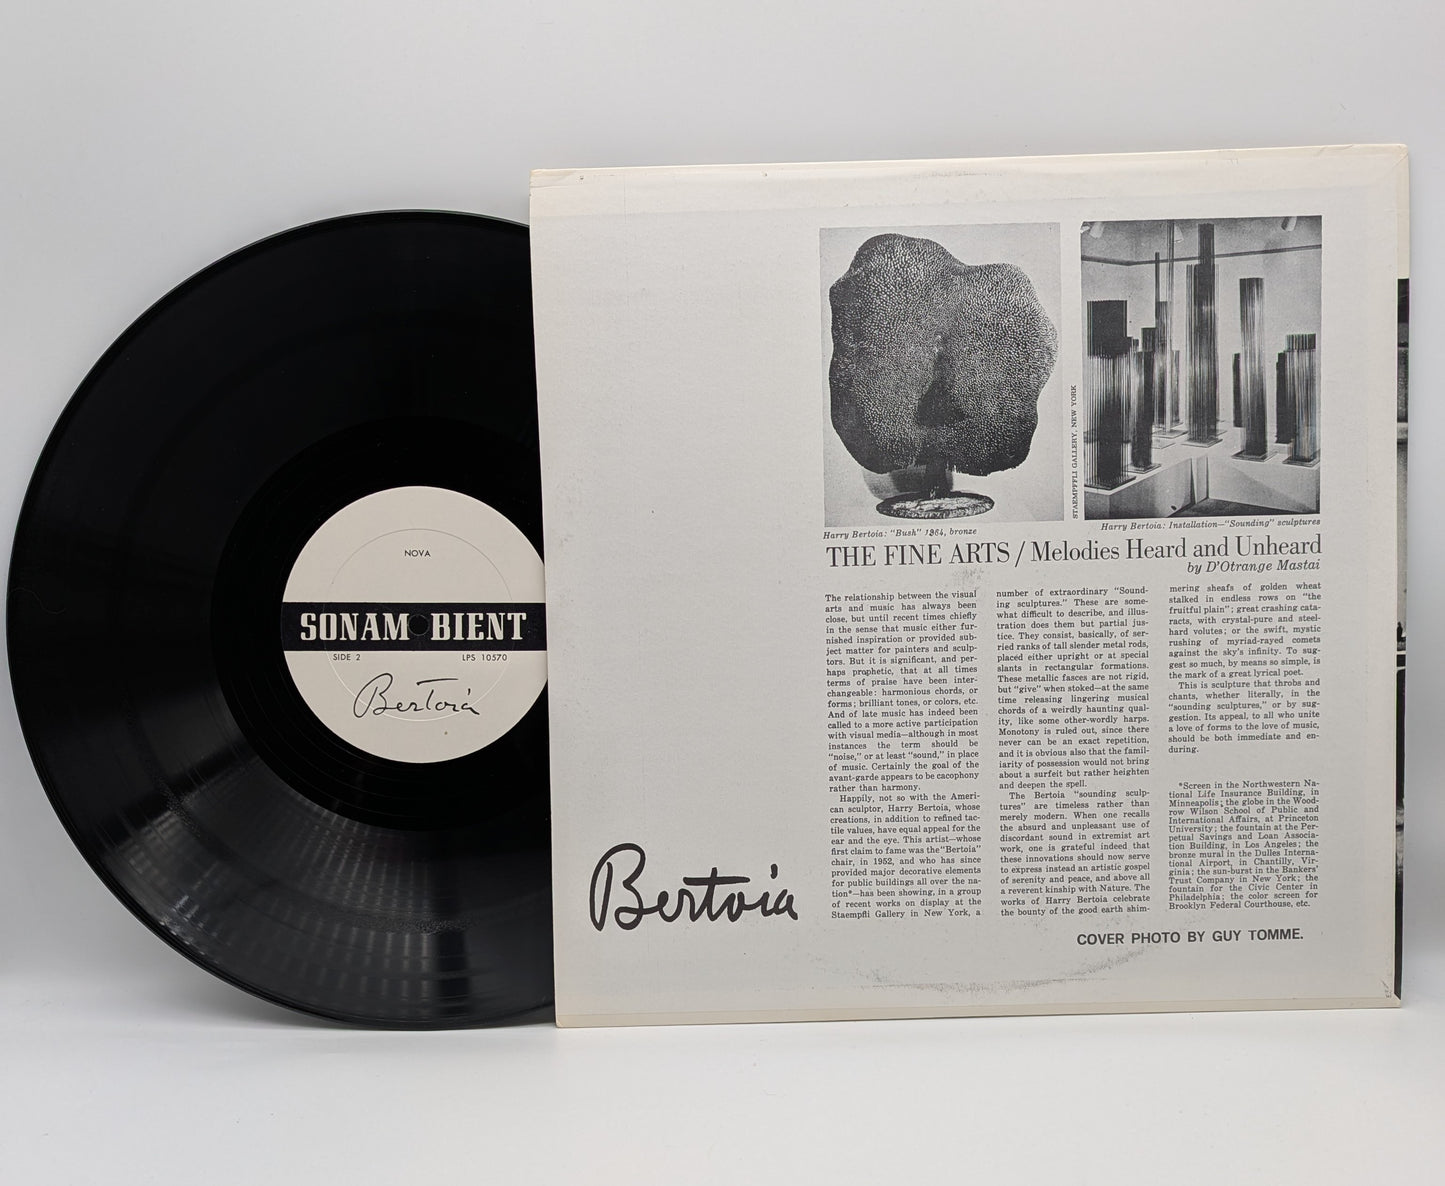 NOVA
SONAM BIENT
SIDE 2 LPS 10570
Bertoia
Bertoia
STAEMPFFLI GALLERY, NEW YORK
Harry Bertoia: "Bush" 1964, bronze
Harry Bertoia: Installation—"Sounding" sculptures
THE FINE ARTS / Melodies Heard and Unheard
by D'Otrange Mastai
The relationship between the visual
arts and music has always been
close, but until recent times chiefly
in the sense that music either fur-
nished inspiration or provided sub-
ject matter for painters and sculp-
tors. But it is significant, and per-
haps prophetic, that at all times
terms of praise have been inter-
changeable: harmonious chords, or
forms; brilliant tones, or colors, etc.
And of late music has indeed been
called to a more active participation
with visual media—although in most
instances the term should be
"noise," or at least "sound," in place
of music. Certainly the goal of the
avant-garde appears to be cacophony
rather than harmony.
Happily, not so with the Ameri-
can sculptor, Harry Bertoia, whose
creations, in addition to refined tac-
tile values, have equal appeal for the
ear and the eye. This artist—whose
first claim to fame was the "Bertoia"
chair, in 1952, and who has since
provided major decorative elements
for public buildings all over the na-
tion*—has been showing, in a group
of recent works on display at the
Staempfli Gallery in New York, a
number of extraordinary "Sound-
ing sculptures." These are some-
what difficult to describe, and illus-
tration does them but partial jus-
tice. They consist, basically, of ser-
ried ranks of tall slender metal rods,
placed either upright or at special
slants in rectangular formations.
These metallic fasces are not rigid,
but "give" when stoked—at the same
time releasing lingering musical
chords of a weirdly haunting qual-
ity, like some other-wordly harps.
Monotony is ruled out, since there
never can be an exact repetition,
and it is obvious also that the famil-
iarity of possession would not bring
about a surfeit but rather heighten
and deepen the spell.
The Bertoia "sounding sculp-
tures" are timeless rather than
merely modern. When one recalls
the absurd and unpleasant use of
discordant sound in extremist art
work, one is grateful indeed that
these innovations should now serve
to express instead an artistic gospel
of serenity and peace, and above all
a reverent kinship with Nature. The
works of Harry Bertoia celebrate
the bounty of the good earth shim-
mering sheafs of golden wheat
stalked in endless rows on "the
fruitful plain"; great crashing cata-
racts, with crystal-pure and steel-
hard volutes; or the swift, mystic
rushing of myriad-rayed comets
against the sky's infinity. To sug-
gest so much, by means so simple, is
the mark of a great lyrical poet.
This is sculpture that throbs and
chants, whether literally, in the
"sounding sculptures," or by sug-
gestion. Its appeal, to all who unite
a love of forms to the love of music,
should be both immediate and en-
during.
*Screen in the Northwestern Na-
tional Life Insurance Building, in
Minneapolis; the globe in the Wood-
row Wilson School of Public and
International Affairs, at Princeton
University; the fountain at the Per-
petual Savings and Loan Associa-
tion Building, in Los Angeles; the
bronze mural in the Dulles Interna-
tional Airport, in Chantilly, Vir-
ginia; the sun-burst in the Bankers'
Trust Company in New York; the
fountain for the Civic Center in
Philadelphia; the color screen for
Brooklyn Federal Courthouse, etc.
COVER PHOTO BY GUY TOMME.